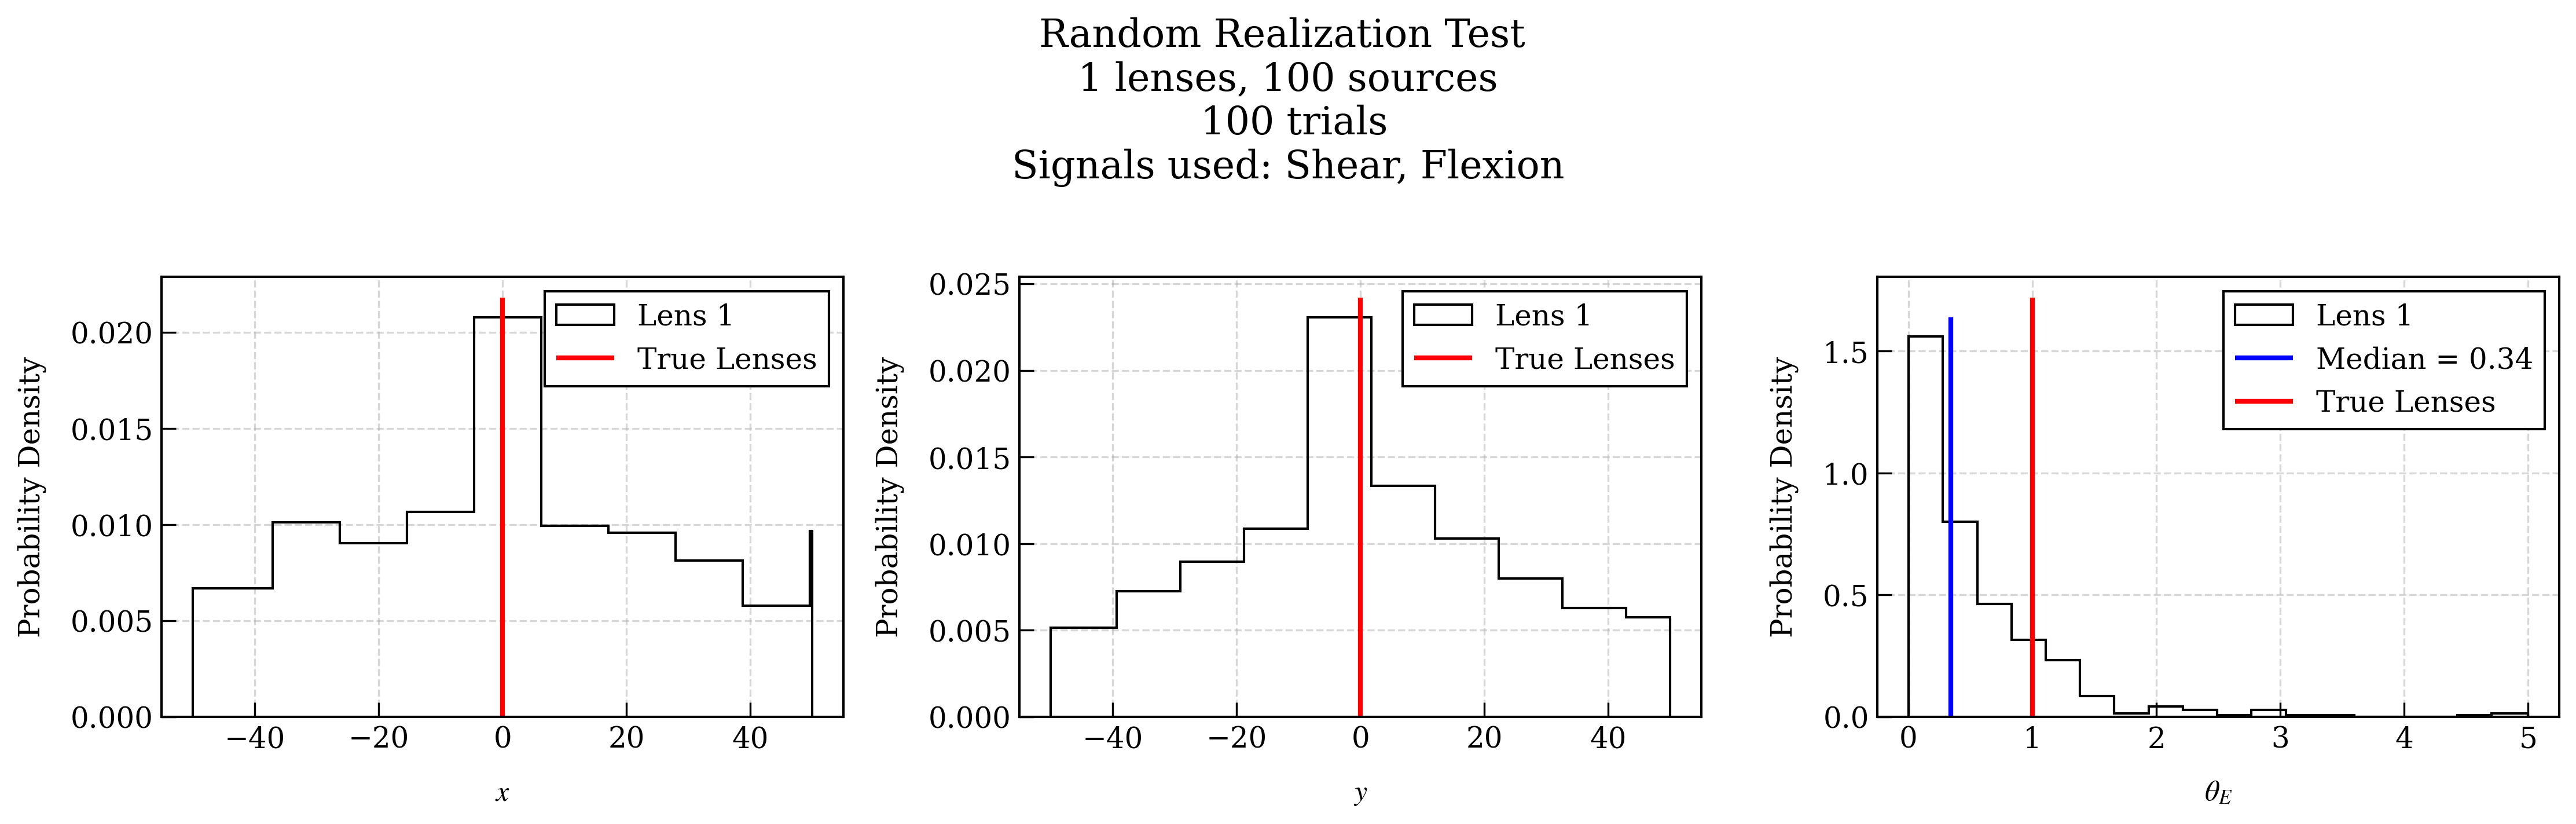 Random Realization Test
1 lenses, 100 sources
100 trials
Signals used: Shear, Flexion
Probability Density
0.020
0.015
0.010
0.005
0.000
Lens 1
True Lenses
−40 −20 0 20 40
x
Probability Density
0.025
0.020
0.015
0.010
0.005
0.000
Lens 1
True Lenses
−40 −20 0 20 40
y
Probability Density
1.5
1.0
0.5
0.0
Lens 1
Median = 0.34
True Lenses
0 1 2 3 4 5
θ_E